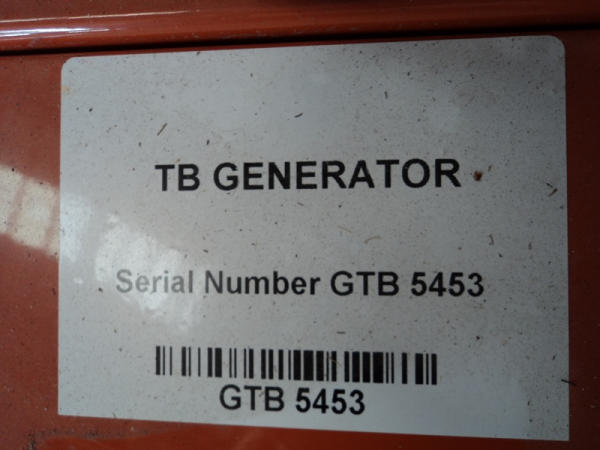 TB GENERATOR
Serial Number GTB 5453
GTB 5453